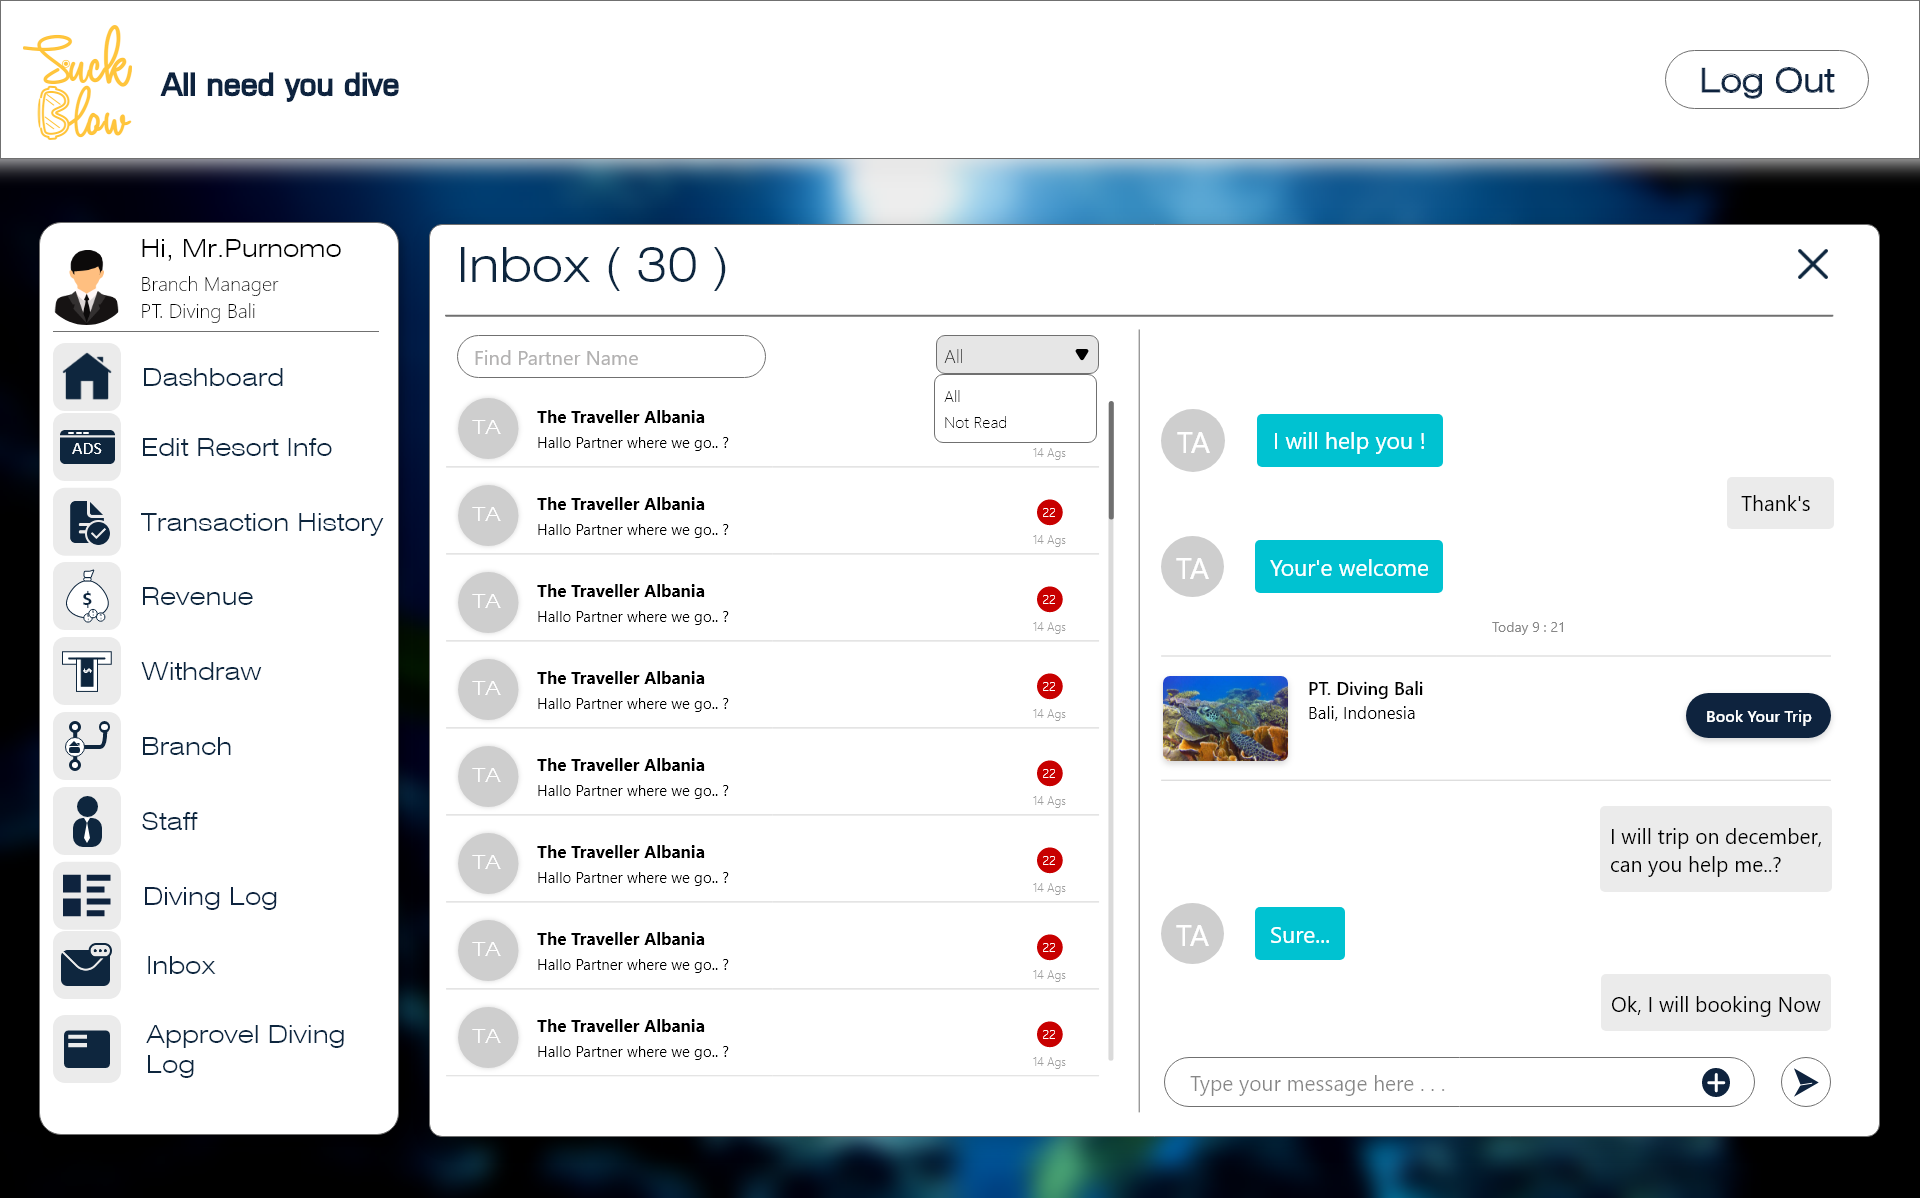 Suck
Blow
All need you dive
Log Out
Hi, Mr.Purnomo
Branch Manager
PT. Diving Bali
Dashboard
ADS
Edit Resort Info
Transaction History
$
Revenue
$
Withdraw
Branch
Staff
Diving Log
Inbox
Approvel Diving
Log
Inbox ( 30 )
Find Partner Name
All
All
Not Read
TA
The Traveller Albania
Hallo Partner where we go.. ?
14 Ags
TA
The Traveller Albania
Hallo Partner where we go.. ?
22
14 Ags
TA
The Traveller Albania
Hallo Partner where we go.. ?
22
14 Ags
TA
The Traveller Albania
Hallo Partner where we go.. ?
22
14 Ags
TA
The Traveller Albania
Hallo Partner where we go.. ?
22
14 Ags
TA
The Traveller Albania
Hallo Partner where we go.. ?
22
14 Ags
TA
The Traveller Albania
Hallo Partner where we go.. ?
22
14 Ags
TA
The Traveller Albania
Hallo Partner where we go.. ?
22
14 Ags
TA
I will help you !
Thank's
TA
Your'e welcome
Today 9 : 21
PT. Diving Bali
Bali, Indonesia
Book Your Trip
I will trip on december,
can you help me..?
TA
Sure...
Ok, I will booking Now
Type your message here . . .